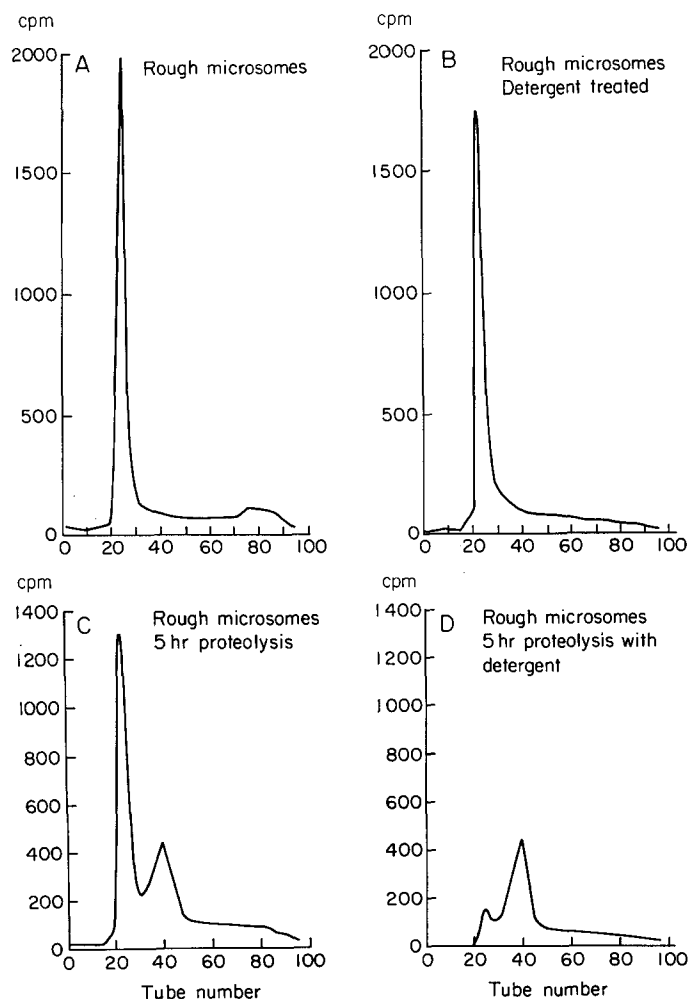 cpm
2000
1500
1000
500
0
A
Rough microsomes
0 20 40 60 80 100
cpm
2000
1500
1000
500
0
B
Rough microsomes
Detergent treated
0 20 40 60 80 100
cpm
1400
1200
1000
800
600
400
200
0
C
Rough microsomes
5 hr proteolysis
0 20 40 60 80 100
Tube number
cpm
1400
1200
1000
800
600
400
200
0
D
Rough microsomes
5 hr proteolysis with
detergent
0 20 40 60 80 100
Tube number